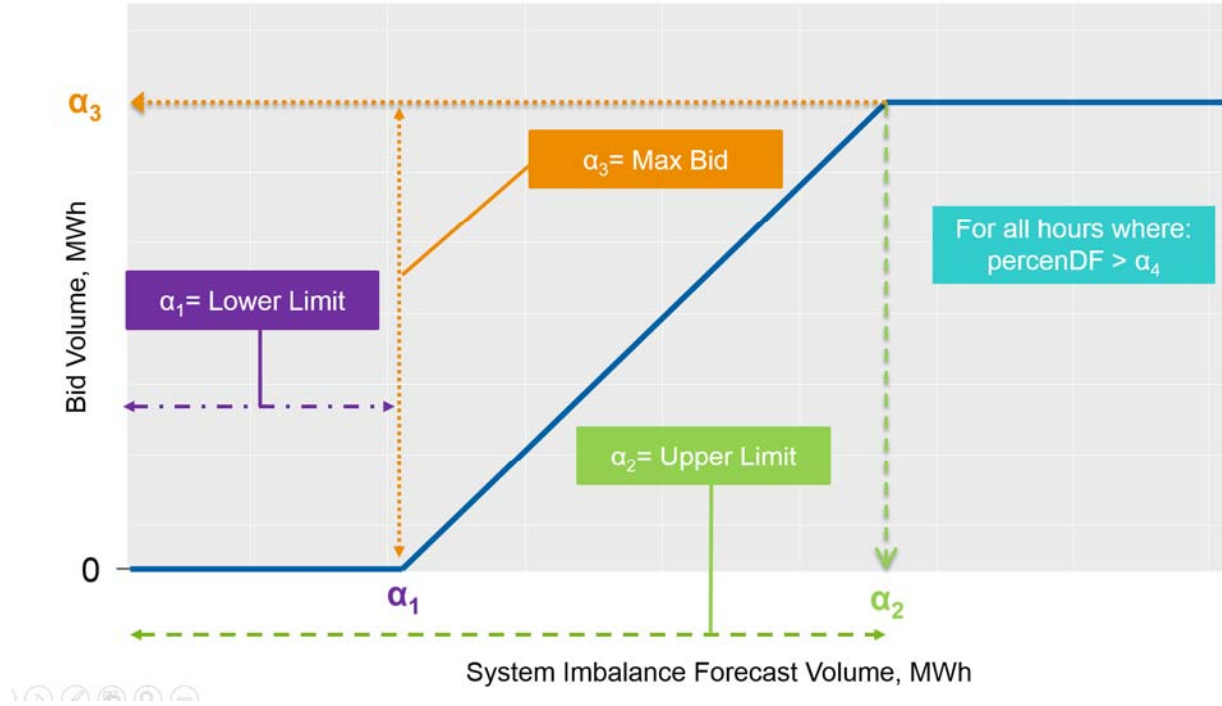 α₃
α₃= Max Bid
For all hours where:
percenDF > α₄
Bid Volume, MWh
α₁= Lower Limit
α₂= Upper Limit
0
α₁
α₂
System Imbalance Forecast Volume, MWh